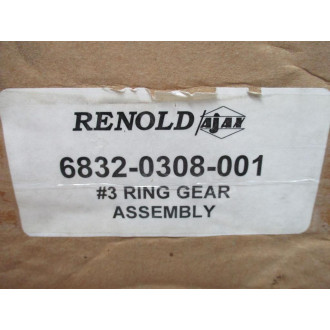 RENOLD AJAX
6832-0308-001
#3 RING GEAR
ASSEMBLY